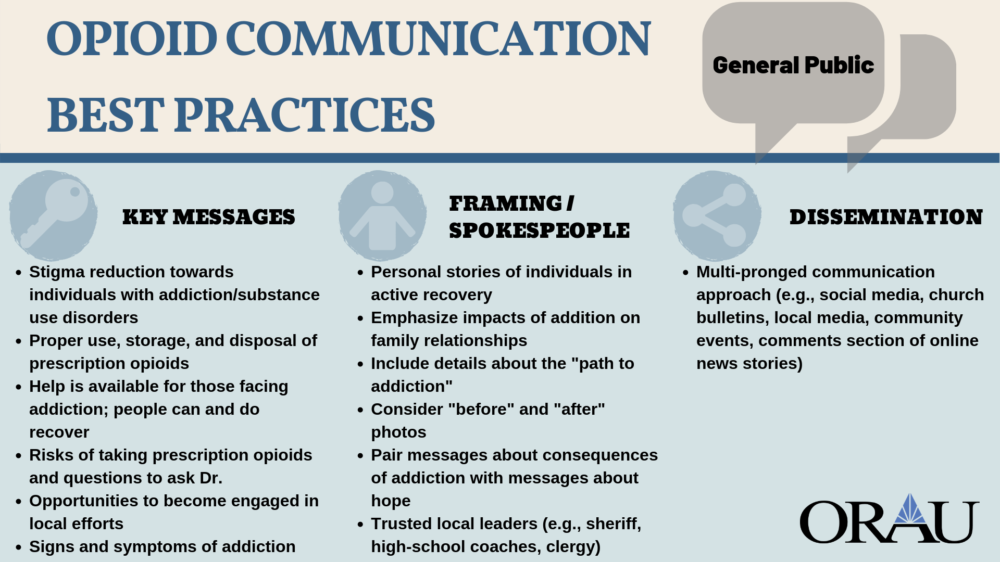 OPIOID COMMUNICATION
BEST PRACTICES
General Public
KEY MESSAGES
• Stigma reduction towards
individuals with addiction/substance
use disorders
• Proper use, storage, and disposal of
prescription opioids
• Help is available for those facing
addiction; people can and do
recover
• Risks of taking prescription opioids
and questions to ask Dr.
• Opportunities to become engaged in
local efforts
• Signs and symptoms of addiction
FRAMING /
SPOKESPEOPLE
• Personal stories of individuals in
active recovery
• Emphasize impacts of addition on
family relationships
• Include details about the "path to
addiction"
• Consider "before" and "after"
photos
• Pair messages about consequences
of addiction with messages about
hope
• Trusted local leaders (e.g., sheriff,
high-school coaches, clergy)
DISSEMINATION
• Multi-pronged communication
approach (e.g., social media, church
bulletins, local media, community
events, comments section of online
news stories)
ORAU